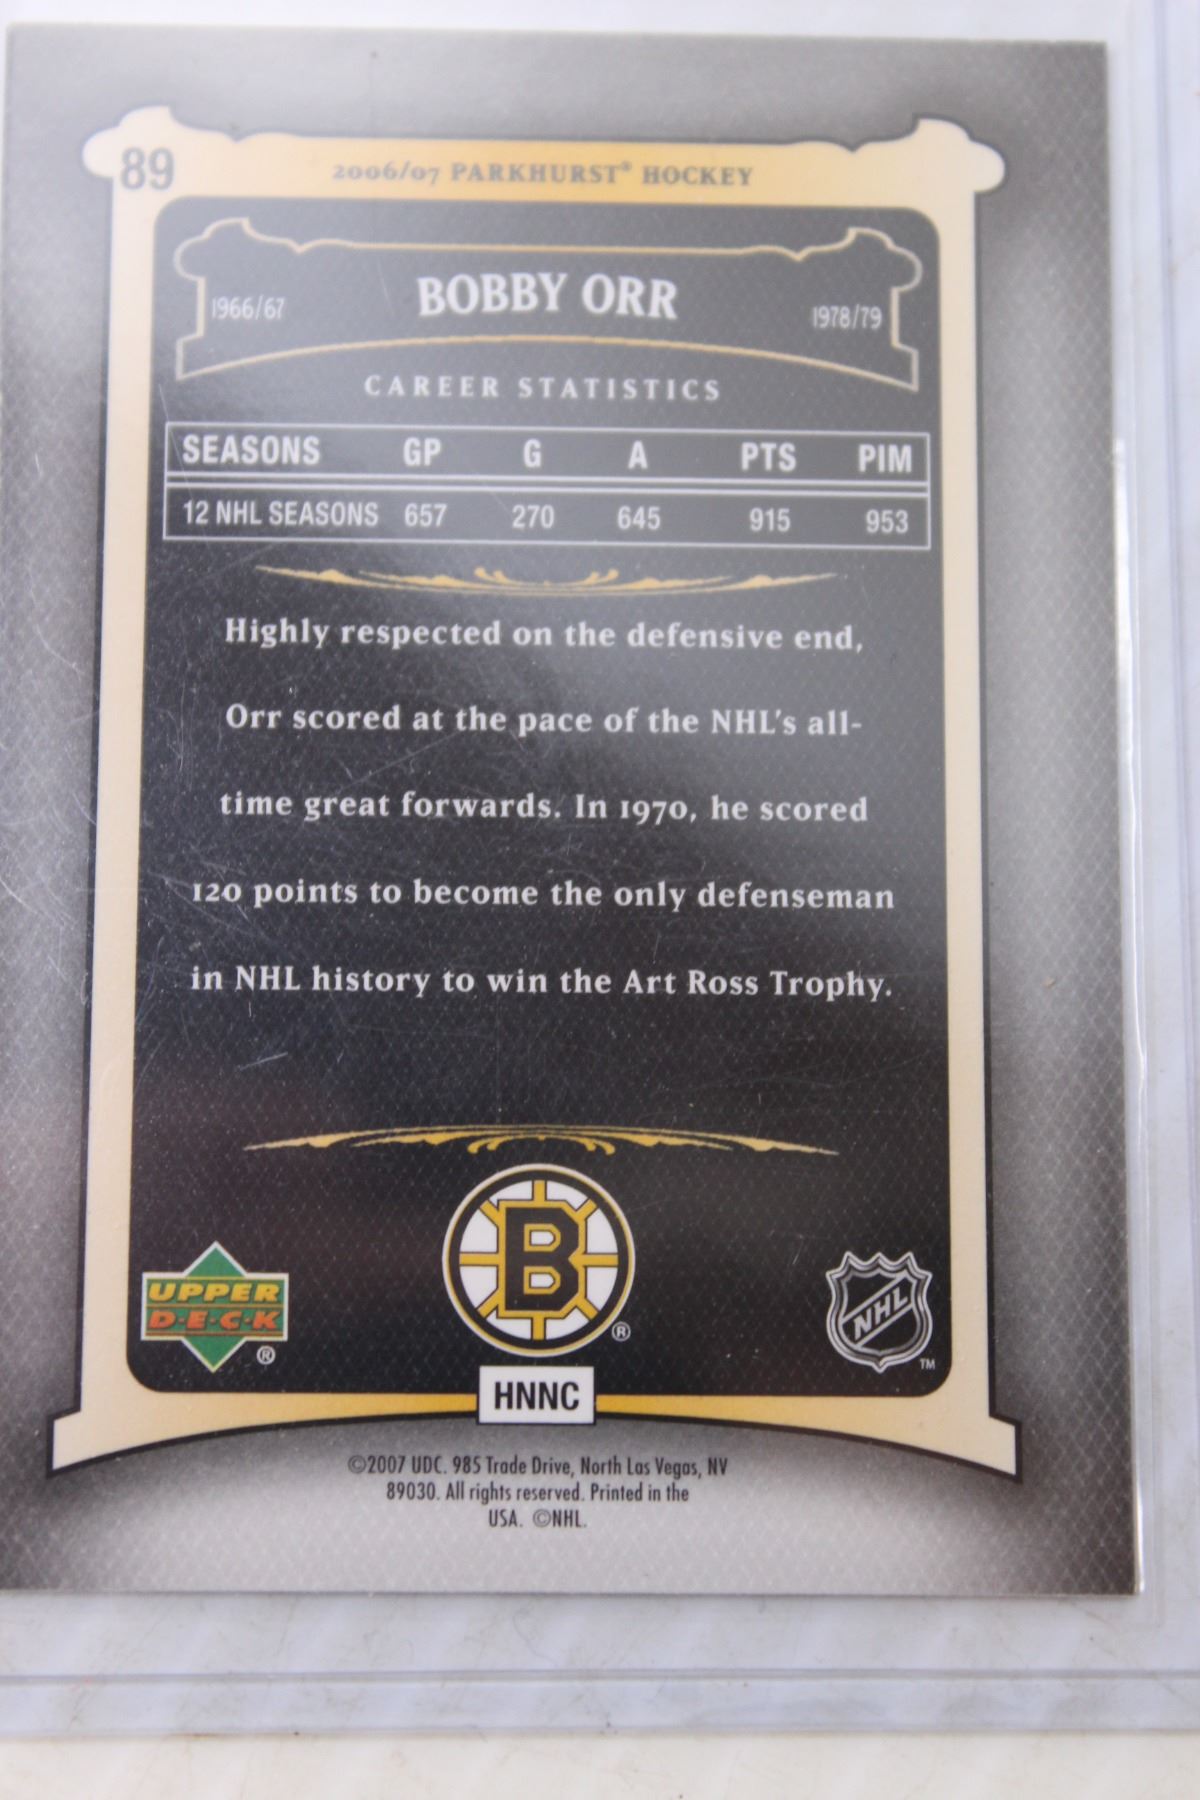 89
2006/07 PARKHURST® HOCKEY
1966/67 BOBBY ORR 1978/79
CAREER STATISTICS
SEASONS GP G A PTS PIM
12 NHL SEASONS 657 270 645 915 953
Highly respected on the defensive end,
Orr scored at the pace of the NHL's all-
time great forwards. In 1970, he scored
120 points to become the only defenseman
in NHL history to win the Art Ross Trophy.
B ®
UPPER
D·E·C·K ®
NHL ™
HNNC
©2007 UDC. 985 Trade Drive, North Las Vegas, NV
89030. All rights reserved. Printed in the
USA. ©NHL.